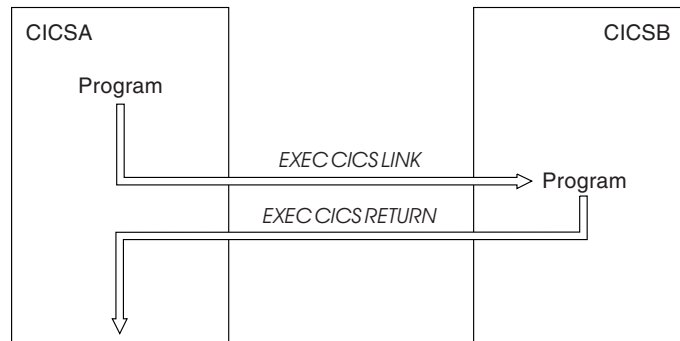 CICSA
CICSB
Program
EXEC CICS LINK
Program
EXEC CICS RETURN